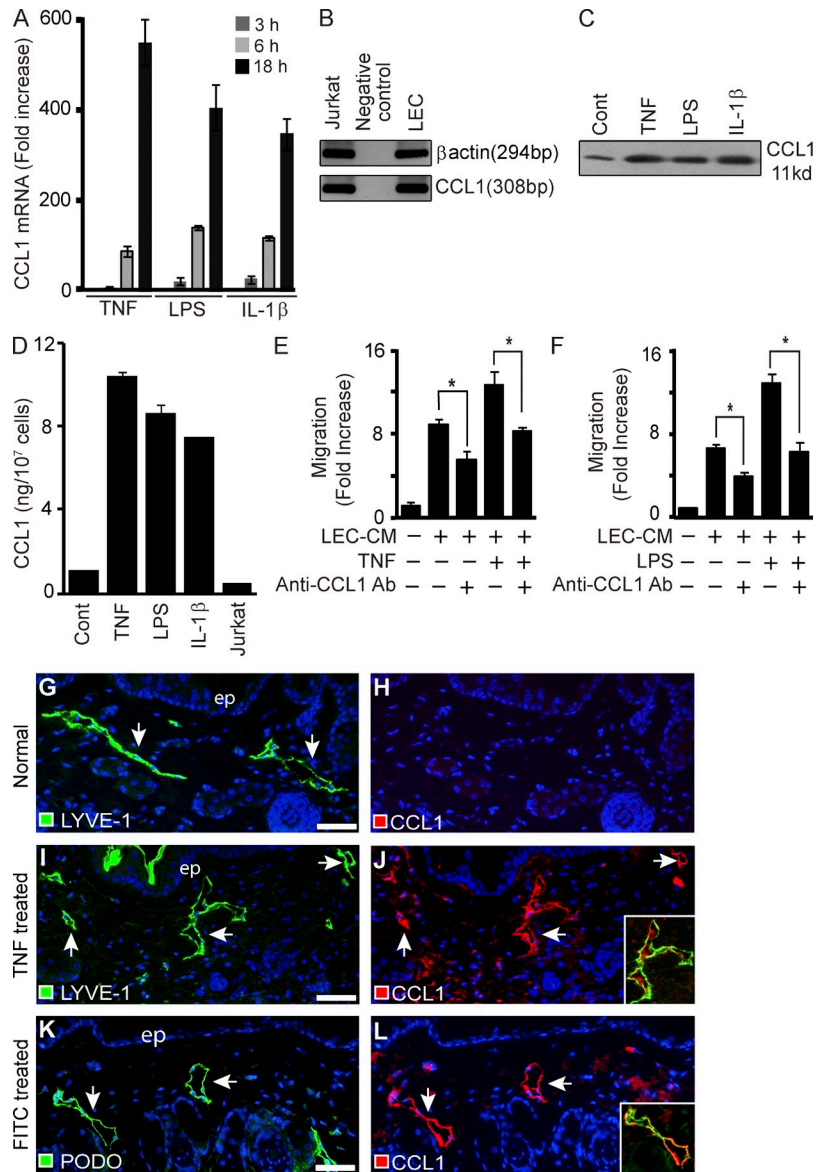 A
CCL1 mRNA (Fold increase)
600
400
200
0
3 h
6 h
18 h
TNF
LPS
IL-1β
B
Jurkat
Negative control
LEC
βactin(294bp)
CCL1(308bp)
C
Cont
TNF
LPS
IL-1β
CCL1
11kd
D
CCL1 (ng/10⁷ cells)
12
8
4
0
Cont
TNF
LPS
IL-1β
Jurkat
E
Migration
(Fold Increase)
16
8
0
*
*
LEC-CM − + + + +
TNF − − − + +
Anti-CCL1 Ab − − + − +
F
Migration
(Fold Increase)
16
8
0
*
*
LEC-CM − + + + +
LPS − − − + +
Anti-CCL1 Ab − − + − +
Normal
G
ep
LYVE-1
H
CCL1
TNF treated
I
ep
LYVE-1
J
CCL1
FITC treated
K
ep
PODO
L
CCL1